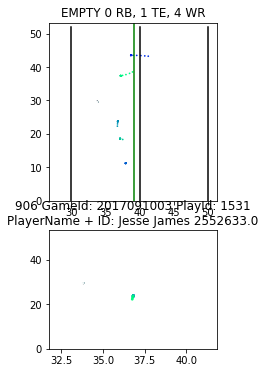 EMPTY 0 RB, 1 TE, 4 WR
50
40
30
20
10
0
30 35 40 45 50
906 GameId: 2017091003 PlayId: 1531
PlayerName + ID: Jesse James 2552633.0
40
20
0
32.5 35.0 37.5 40.0